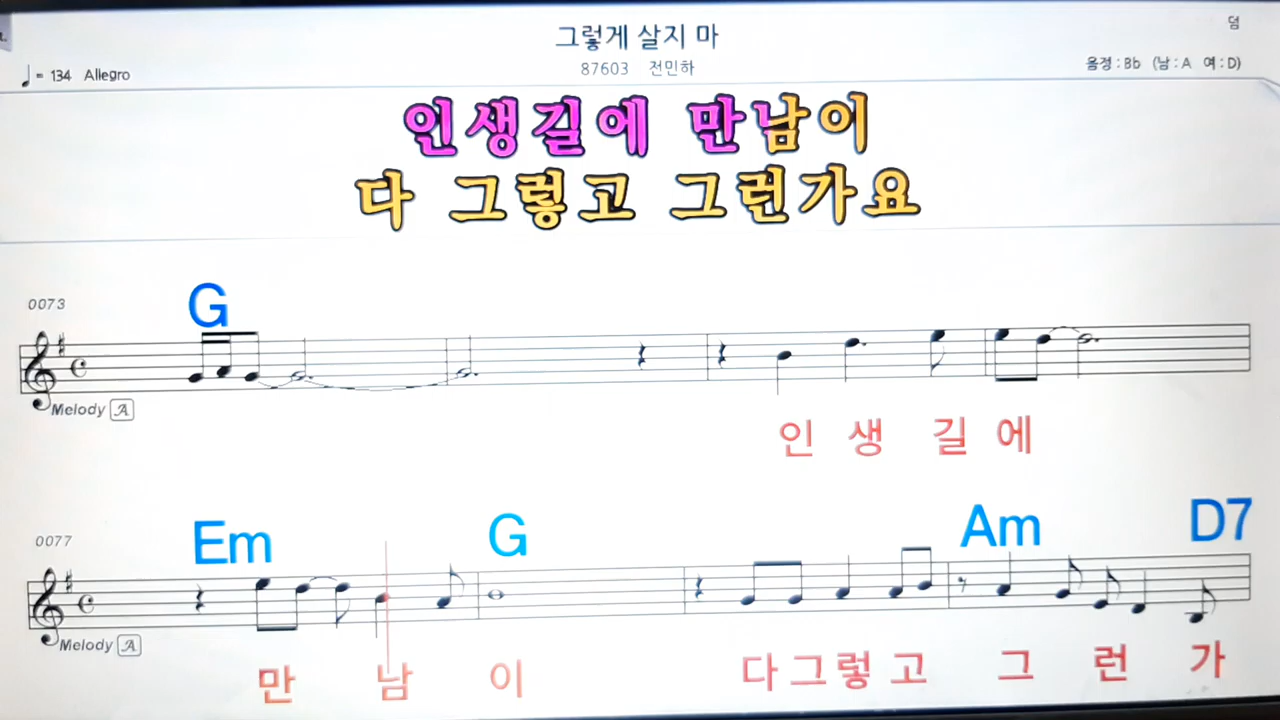 덤
그렇게 살지 마
♩= 134 Allegro
87603 전민하
음정 : Bb (남 : A 여 : D)
인생길에 만남이
다 그렇고 그런가요
0073
G
Melody A
인 생 길 에
0077
Em G Am D7
Melody A
만 남 이 다 그 렇 고 그 런 가